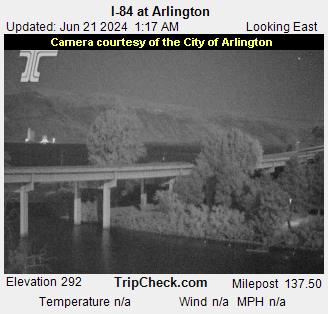 I-84 at Arlington
Updated: Jun 21 2024 1:17 AM Looking East
Camera courtesy of the City of Arlington
Elevation 292 TripCheck.com Milepost 137.50
Temperature n/a Wind n/a MPH n/a